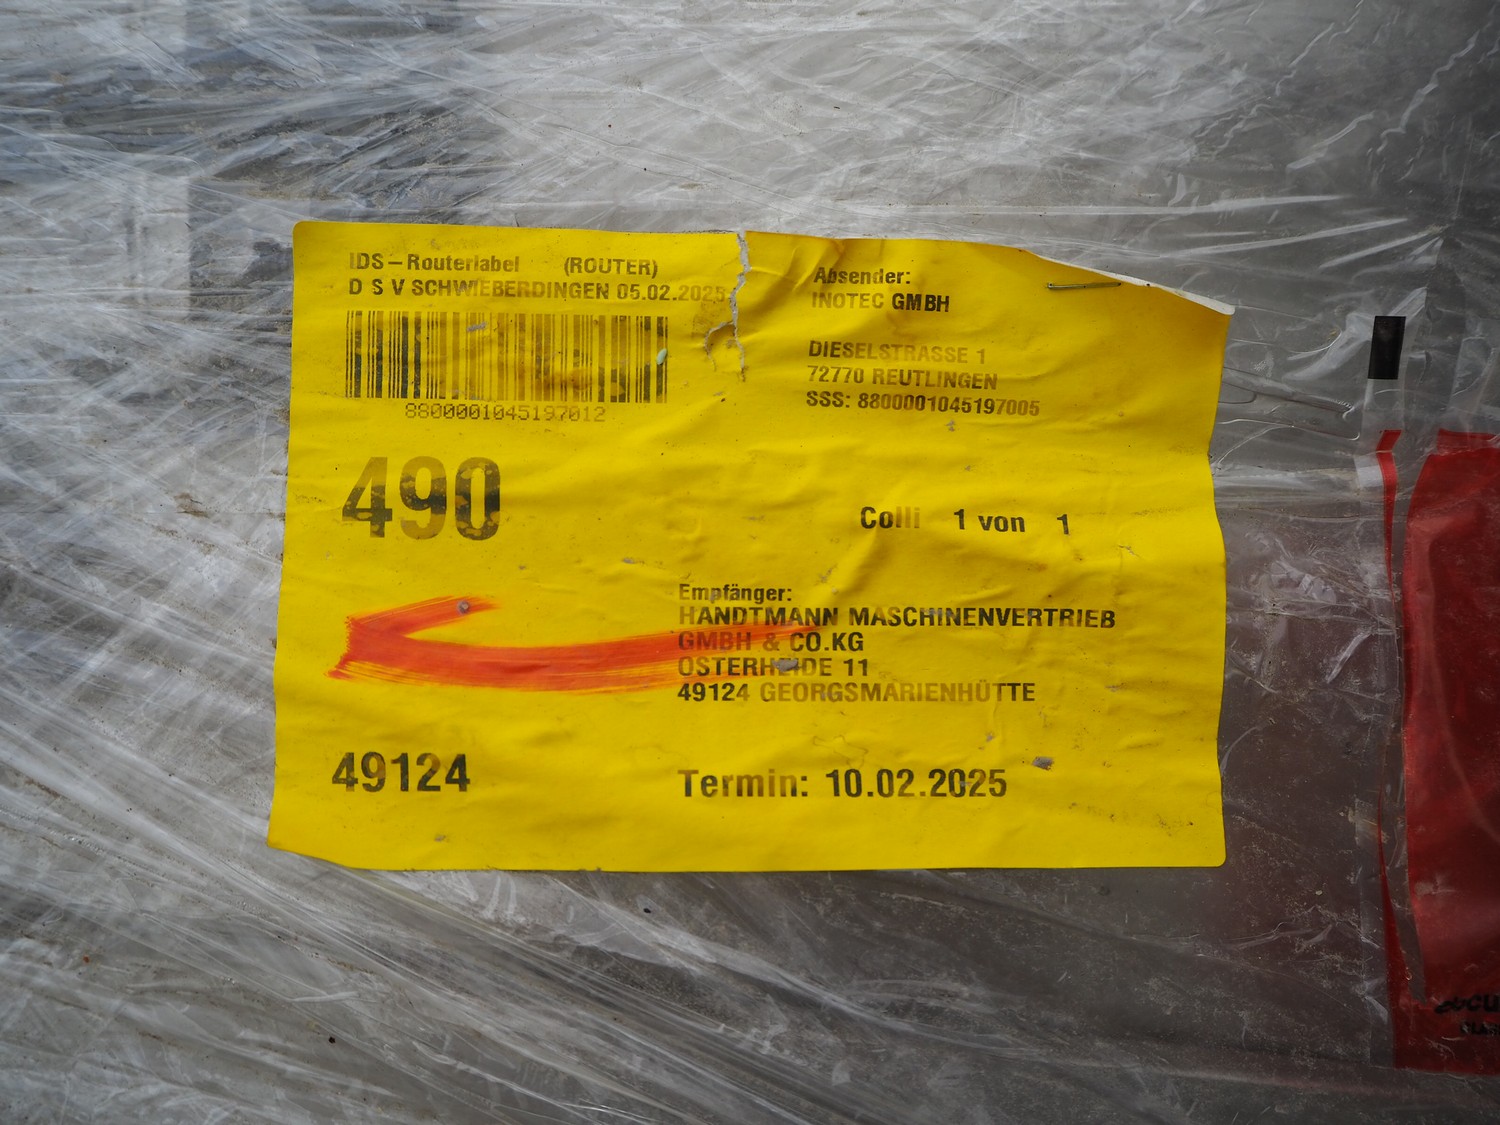 IDS – Routerlabel (ROUTER)
D S V SCHWIEBERDINGEN 05.02.2025
8800001045197012
Absender:
INOTEC GMBH
DIESELSTRASSE 1
72770 REUTLINGEN
SSS: 8800001045197005
490
Colli 1 von 1
Empfänger:
HANDTMANN MASCHINENVERTRIEB
GMBH & CO.KG
OSTERHEIDE 11
49124 GEORGSMARIENHÜTTE
49124
Termin: 10.02.2025